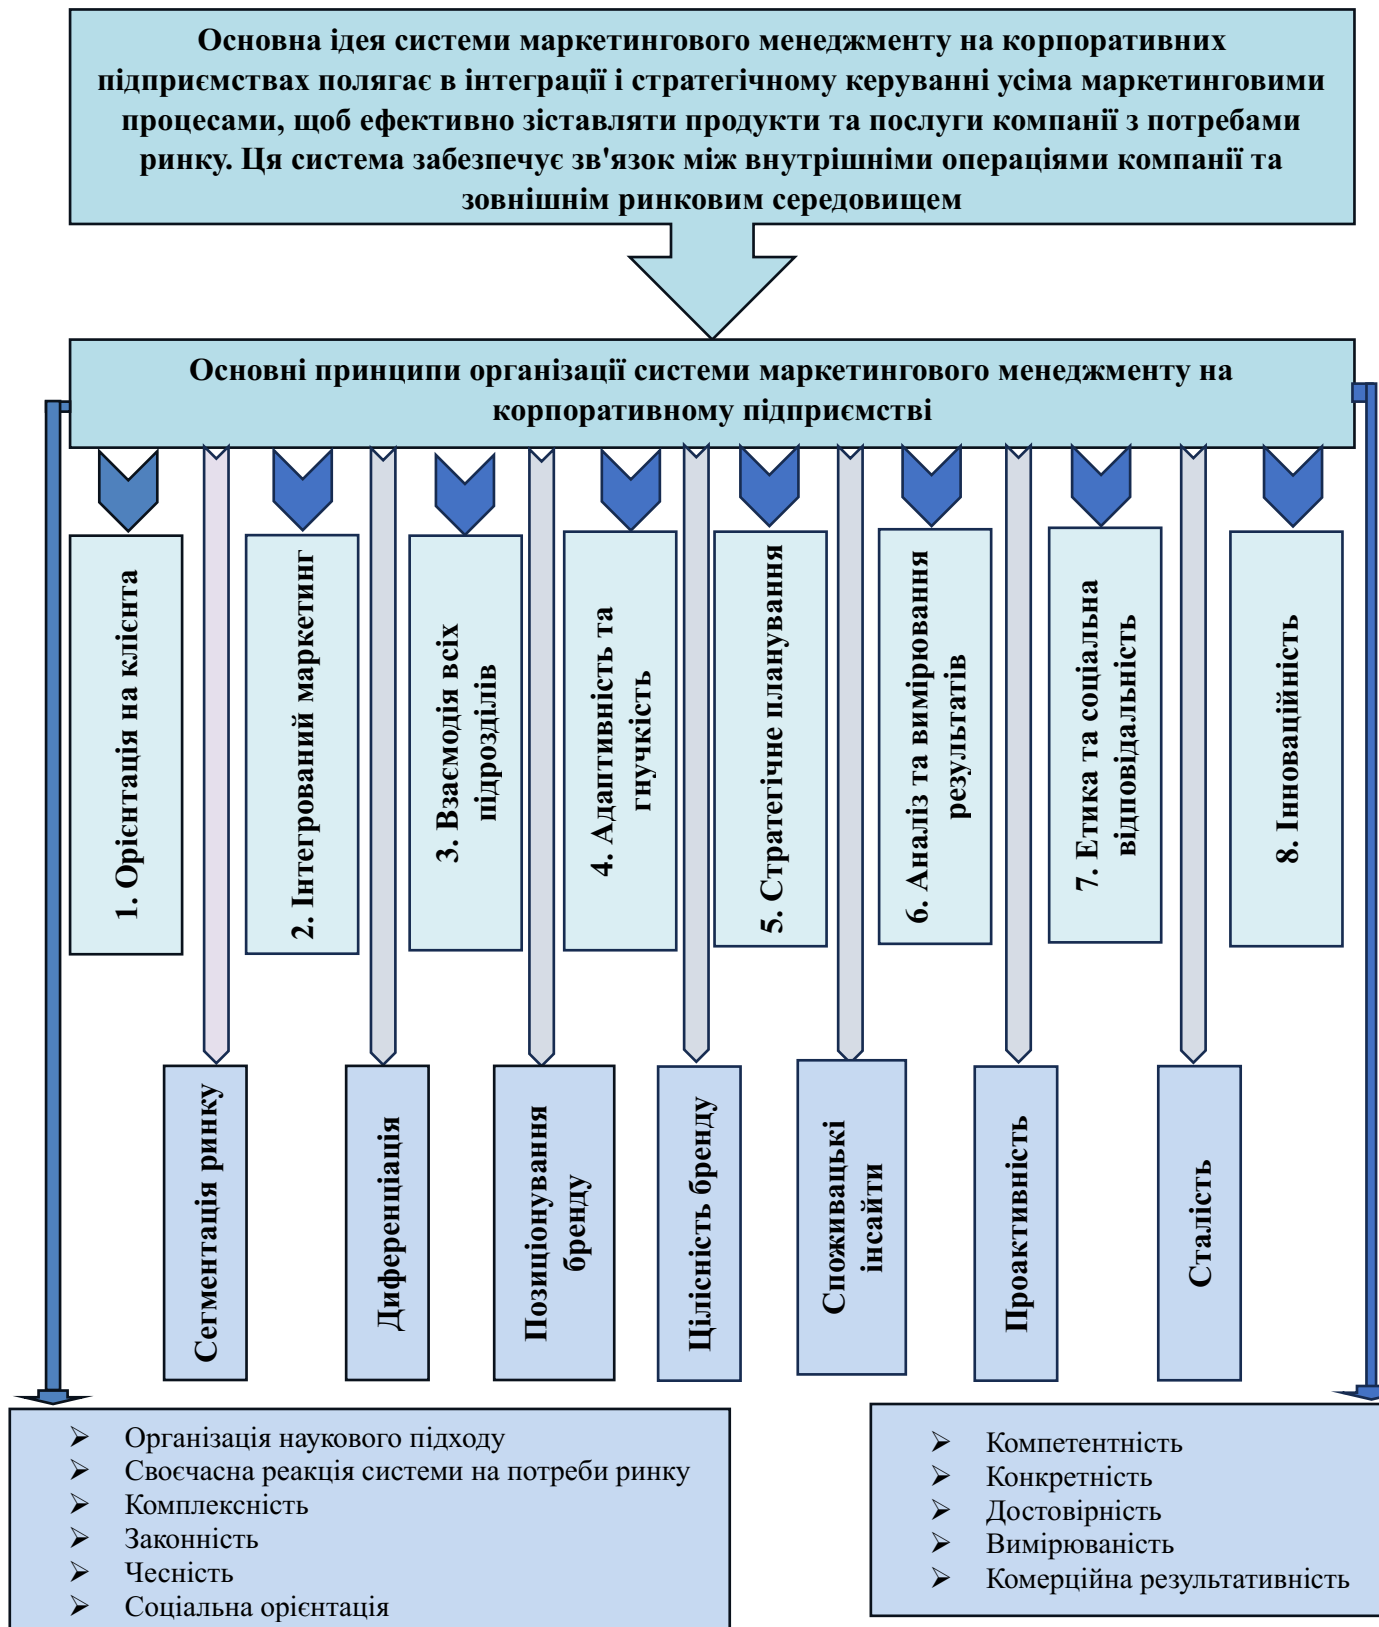 Основна ідея системи маркетингового менеджменту на корпоративних
підприємствах полягає в інтеграції і стратегічному керуванні усіма маркетинговими
процесами, щоб ефективно зіставляти продукти та послуги компанії з потребами
ринку. Ця система забезпечує зв'язок між внутрішніми операціями компанії та
зовнішнім ринковим середовищем
Основні принципи організації системи маркетингового менеджменту на
корпоративному підприємстві
1. Орієнтація на клієнта
2. Інтегрований маркетинг
3. Взаємодія всіх
підрозділів
4. Адаптивність та
гнучкість
5. Стратегічне планування
6. Аналіз та вимірювання
результатів
7. Етика та соціальна
відповідальність
8. Інноваційність
Сегментація ринку
Диференціація
Позиціонування
бренду
Цілісність бренду
Споживацькі
інсайти
Проактивність
Сталість
➢ Організація наукового підходу
➢ Своєчасна реакція системи на потреби ринку
➢ Комплексність
➢ Законність
➢ Чесність
➢ Соціальна орієнтація
➢ Компетентність
➢ Конкретність
➢ Достовірність
➢ Вимірюваність
➢ Комерційна результативність